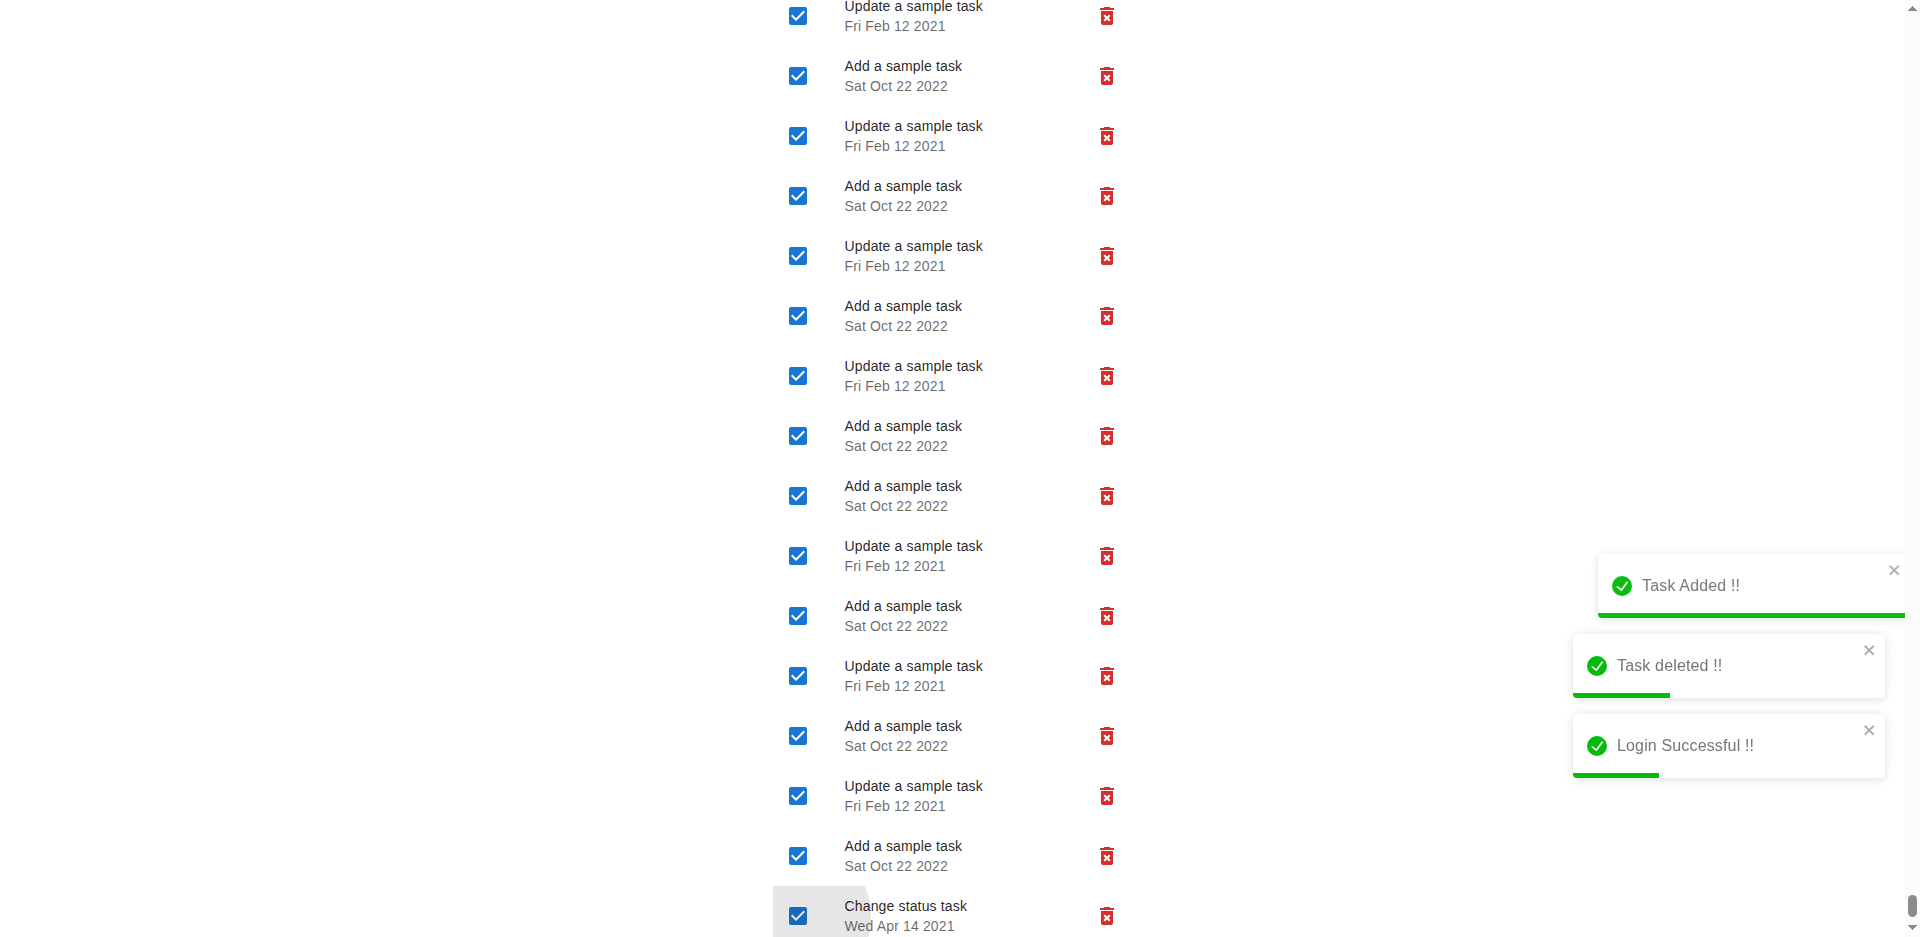 Update a sample task
Fri Feb 12 2021
Add a sample task
Sat Oct 22 2022
Update a sample task
Fri Feb 12 2021
Add a sample task
Sat Oct 22 2022
Update a sample task
Fri Feb 12 2021
Add a sample task
Sat Oct 22 2022
Update a sample task
Fri Feb 12 2021
Add a sample task
Sat Oct 22 2022
Add a sample task
Sat Oct 22 2022
Update a sample task
Fri Feb 12 2021
Add a sample task
Sat Oct 22 2022
Update a sample task
Fri Feb 12 2021
Add a sample task
Sat Oct 22 2022
Update a sample task
Fri Feb 12 2021
Add a sample task
Sat Oct 22 2022
Change status task
Wed Apr 14 2021
Task Added !!
Task deleted !!
Login Successful !!